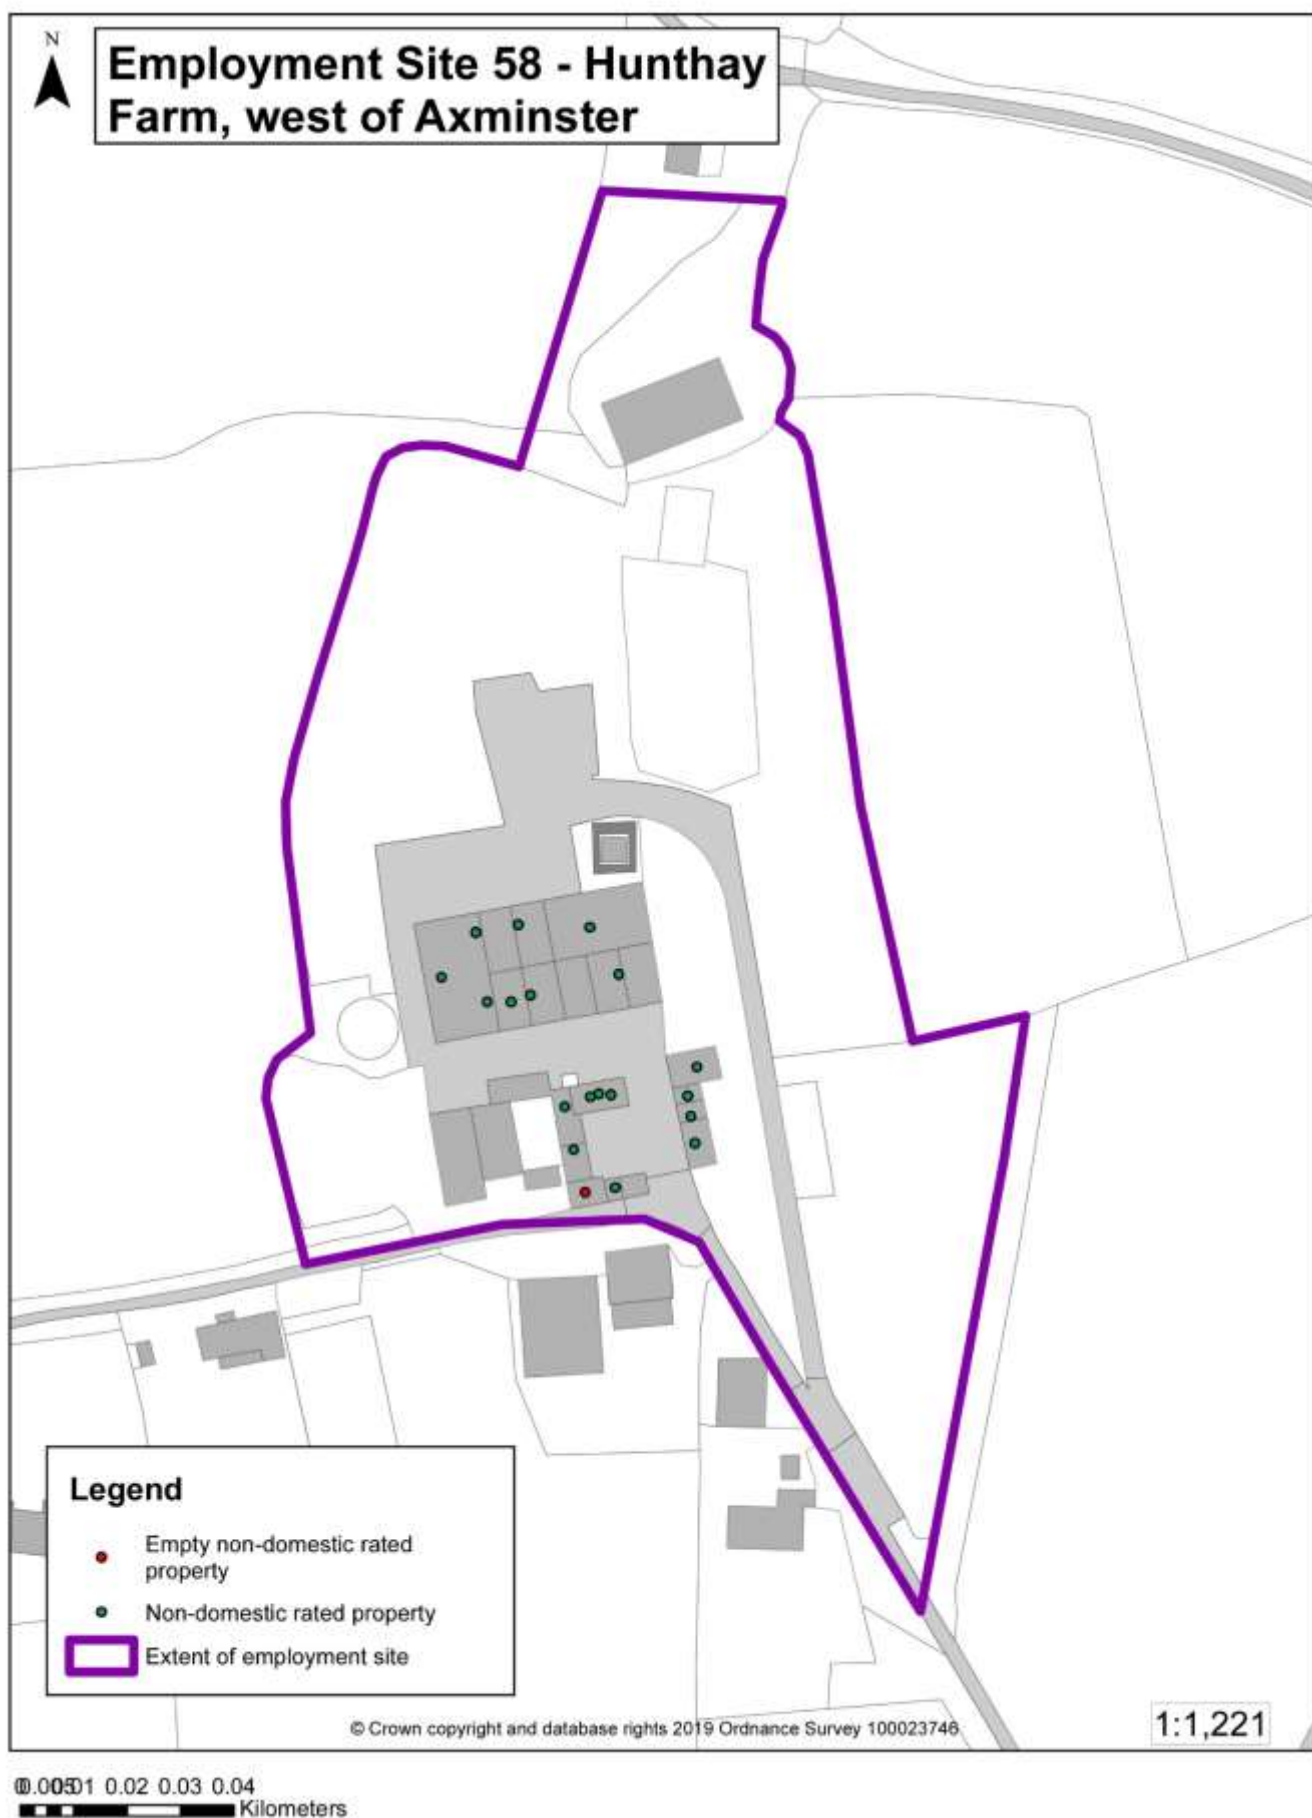 N
Employment Site 58 - Hunthay
Farm, west of Axminster
Legend
Empty non-domestic rated
property
Non-domestic rated property
Extent of employment site
© Crown copyright and database rights 2019 Ordnance Survey 100023746
1:1,221
0.02 0.03 0.04
Kilometers